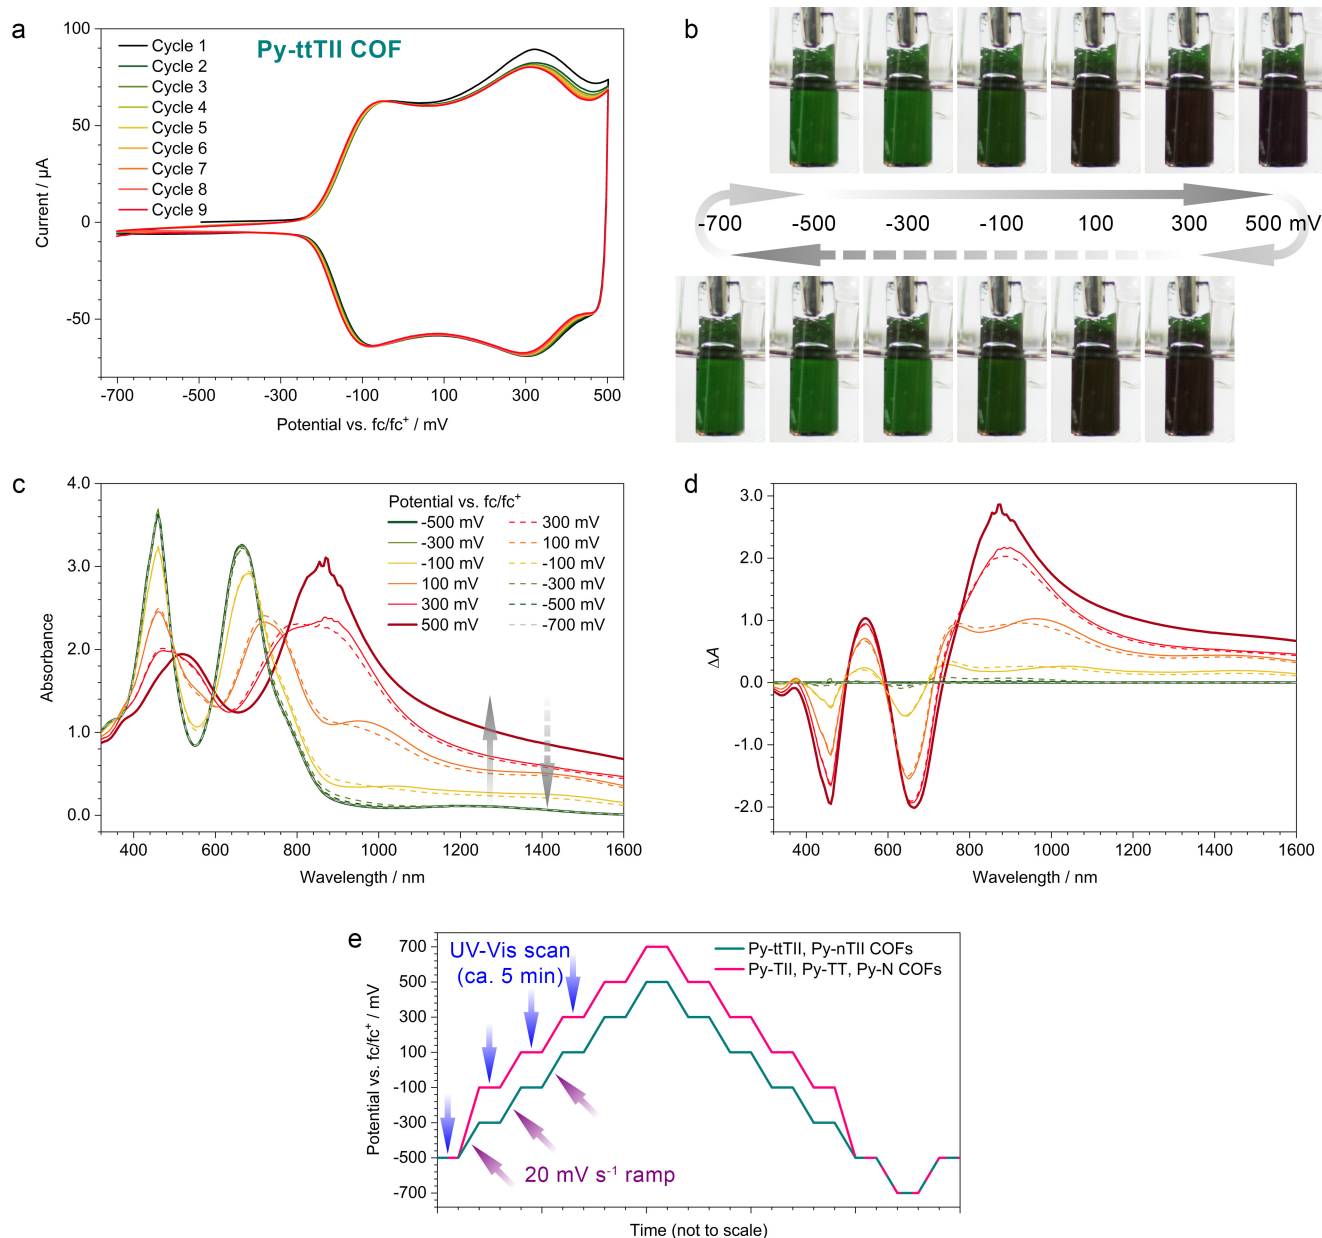 a
Py-ttTII COF
Cycle 1
Cycle 2
Cycle 3
Cycle 4
Cycle 5
Cycle 6
Cycle 7
Cycle 8
Cycle 9
100
50
0
-50
Current / µA
-700 -500 -300 -100 100 300 500
Potential vs. fc/fc⁺ / mV
b
-700 -500 -300 -100 100 300 500 mV
c
4.0
3.0
2.0
1.0
0.0
Absorbance
Potential vs. fc/fc⁺
-500 mV 300 mV
-300 mV 100 mV
-100 mV -100 mV
100 mV -300 mV
300 mV -500 mV
500 mV -700 mV
400 600 800 1000 1200 1400 1600
Wavelength / nm
d
3.0
2.0
1.0
0.0
-1.0
-2.0
ΔA
400 600 800 1000 1200 1400 1600
Wavelength / nm
e
700
500
300
100
-100
-300
-500
-700
Potential vs. fc/fc⁺ / mV
UV-Vis scan
(ca. 5 min)
Py-ttTII, Py-nTII COFs
Py-TII, Py-TT, Py-N COFs
20 mV s⁻¹ ramp
Time (not to scale)